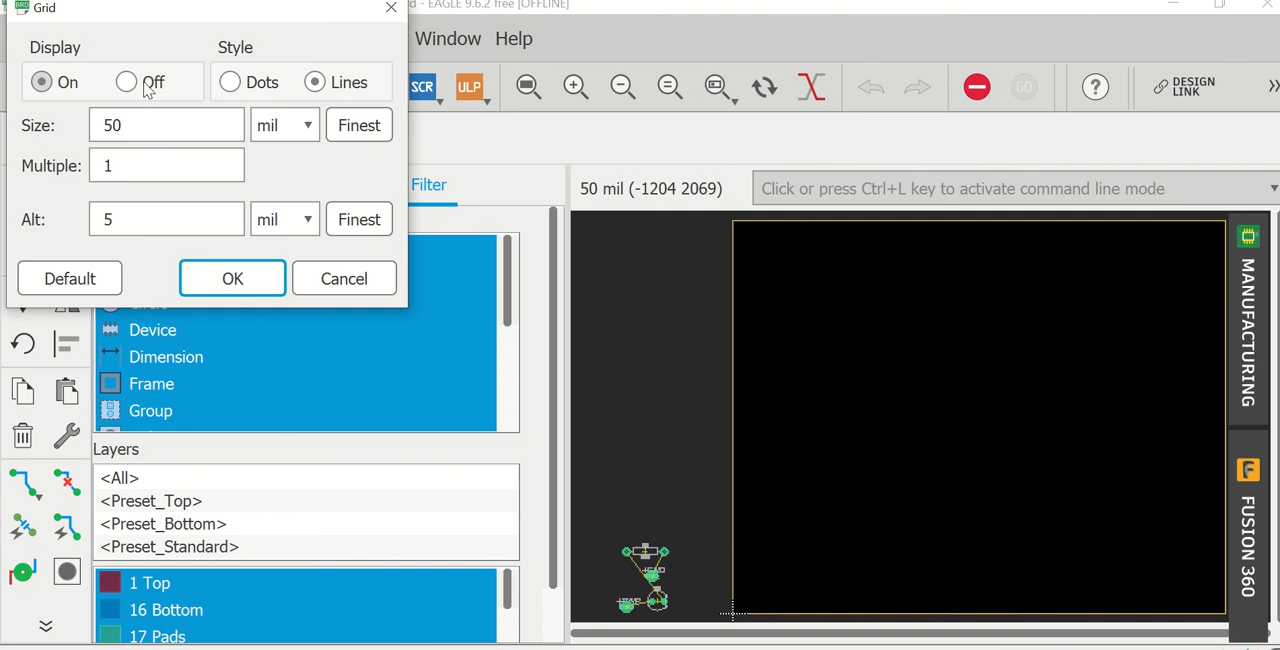 Grid
d - EAGLE 9.6.2 free [OFFLINE]
Window Help
Display
Style
On
Off
Dots
Lines
SCR
ULP
GO
DESIGN
LINK
Size:
50
mil
Finest
Multiple:
1
Alt:
5
mil
Finest
Default
OK
Cancel
Filter
50 mil (-1204 2069)
Click or press Ctrl+L key to activate command line mode
Device
Dimension
Frame
Group
Layers
<All>
<Preset_Top>
<Preset_Bottom>
<Preset_Standard>
1 Top
16 Bottom
17 Pads
MANUFACTURING
FUSION 360